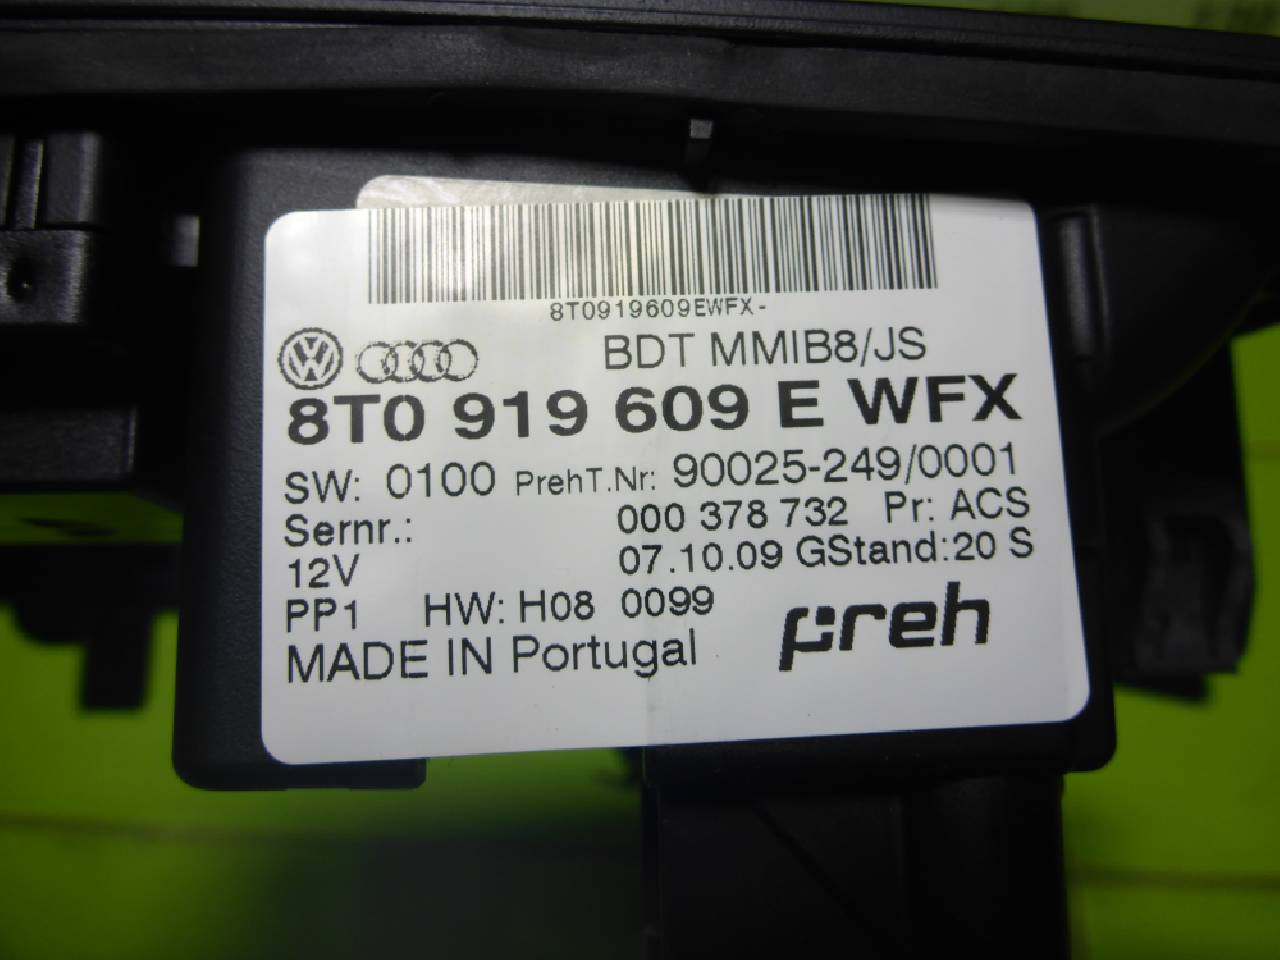 8T0919609EWFX-
BDT MMIB8/JS
8T0 919 609 E WFX
SW: 0100 PrehT.Nr: 90025-249/0001
Sernr.: 000 378 732 Pr: ACS
12V 07.10.09 GStand:20 S
PP1 HW: H08 0099
MADE IN Portugal
preh